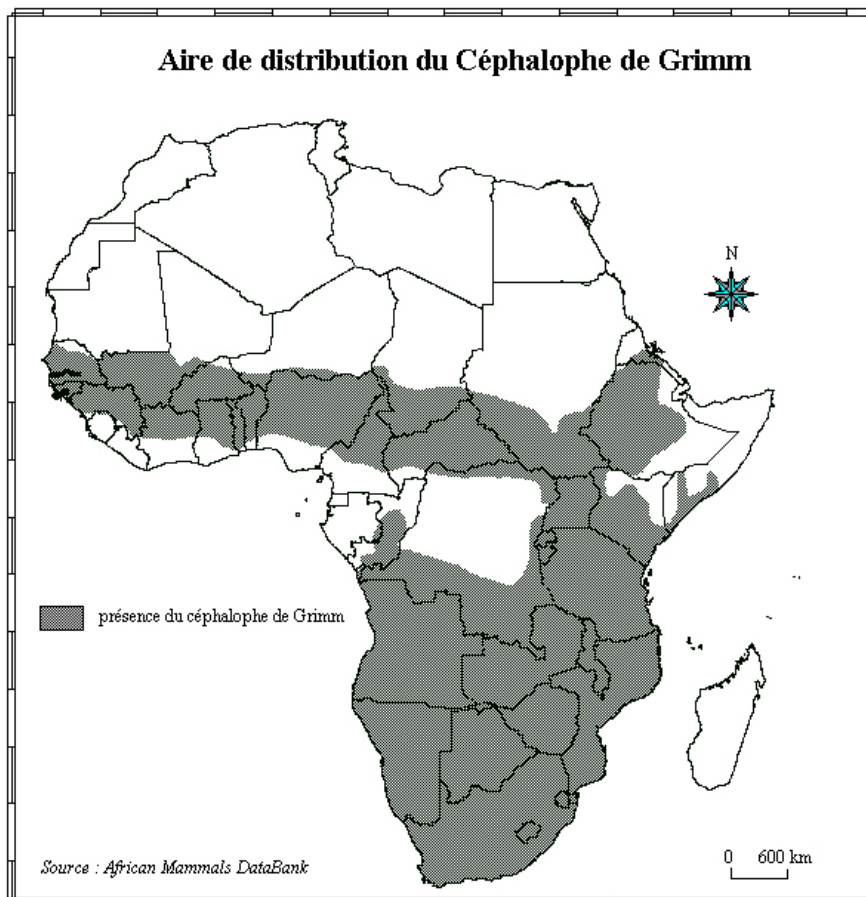 Aire de distribution du Céphalophe de Grimm
N
présence du céphalophe de Grimm
Source : African Mammals DataBank
0 600 km